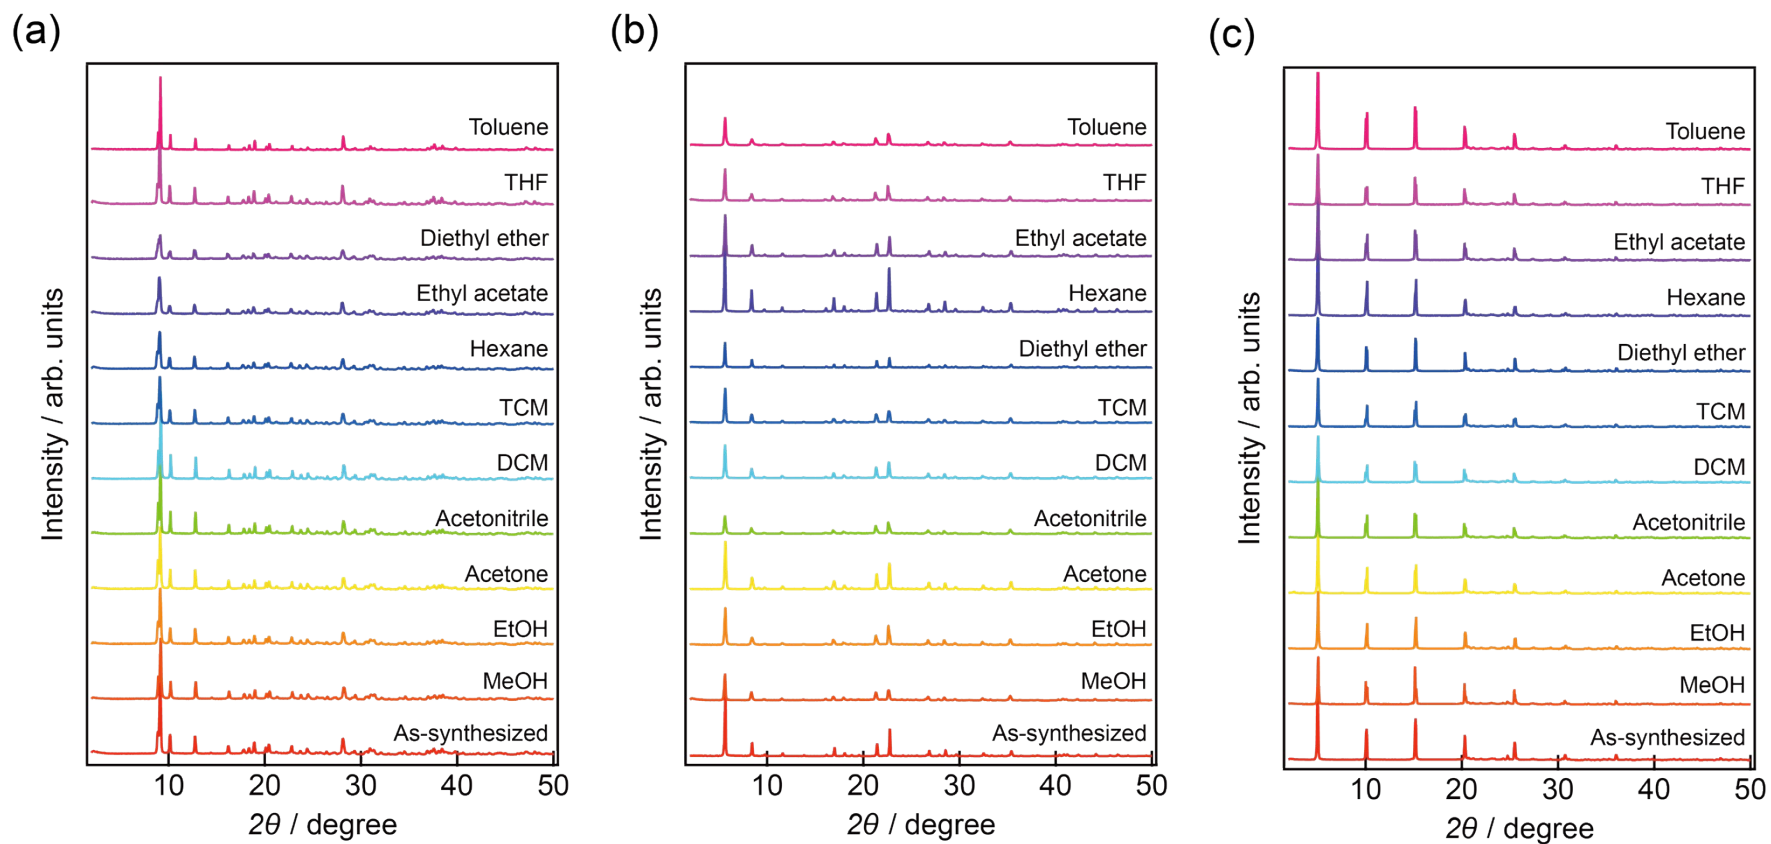 (a)
Toluene
THF
Diethyl ether
Ethyl acetate
Hexane
TCM
DCM
Acetonitrile
Acetone
EtOH
MeOH
As-synthesized
Intensity / arb. units
10 20 30 40 50
2θ / degree
(b)
Toluene
THF
Ethyl acetate
Hexane
Diethyl ether
TCM
DCM
Acetonitrile
Acetone
EtOH
MeOH
As-synthesized
Intensity / arb. units
10 20 30 40 50
2θ / degree
(c)
Toluene
THF
Ethyl acetate
Hexane
Diethyl ether
TCM
DCM
Acetonitrile
Acetone
EtOH
MeOH
As-synthesized
Intensity / arb. units
10 20 30 40 50
2θ / degree